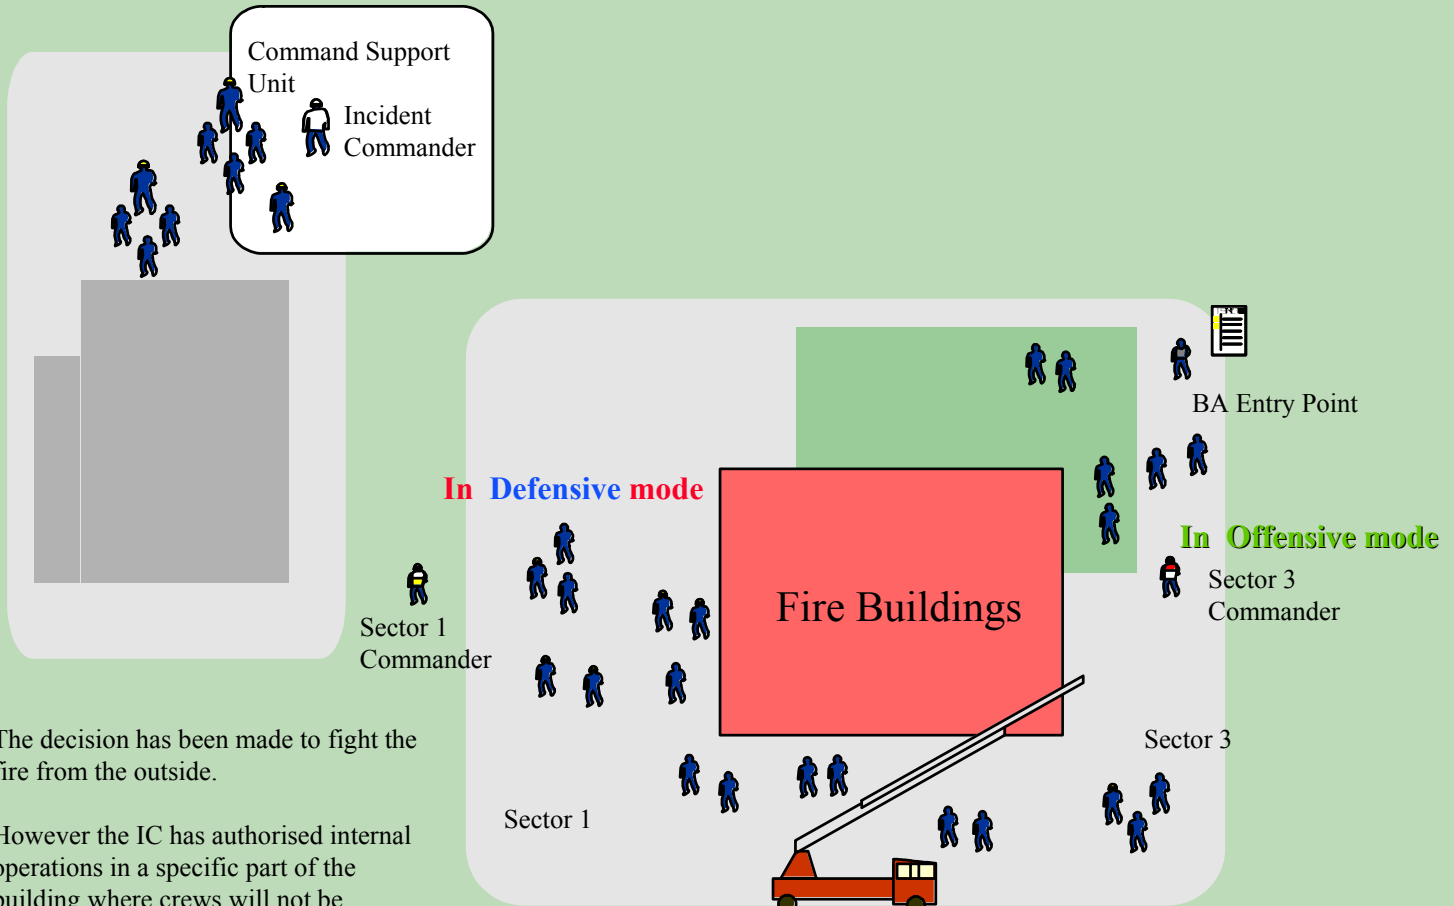 Command Support
Unit
Incident
Commander
BA Entry Point
In Defensive mode
In Offensive mode
Sector 3
Commander
Fire Buildings
Sector 1
Commander
The decision has been made to fight the
fire from the outside.
Sector 3
Sector 1
However the IC has authorised internal
operations in a specific part of the
building where crews will not be